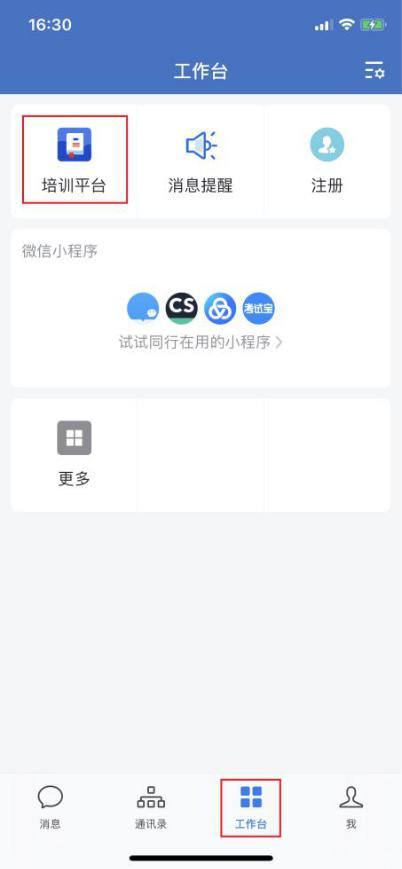 16:30
工作台
培训平台
消息提醒
注册
微信小程序
CS
考试宝
试试同行在用的小程序
更多
消息
通讯录
工作台
我